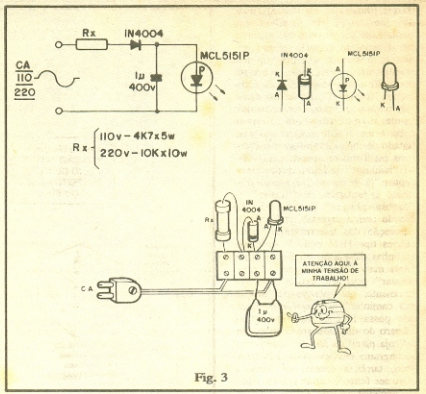 Rx
IN4004
MCL5151P
CA
110
220
P
1µ
400v
Rx
110v - 4K7x5w
220v - 10Kx10w
IN4004
K
A
K
A
MCL5151P
A
P
K
K
A
Rx
IN
4004
A
K
MCL5151P
A
K
CA
1µ
400v
ATENÇÃO AQUI, À
MINHA TENSÃO DE
TRABALHO!
Fig. 3